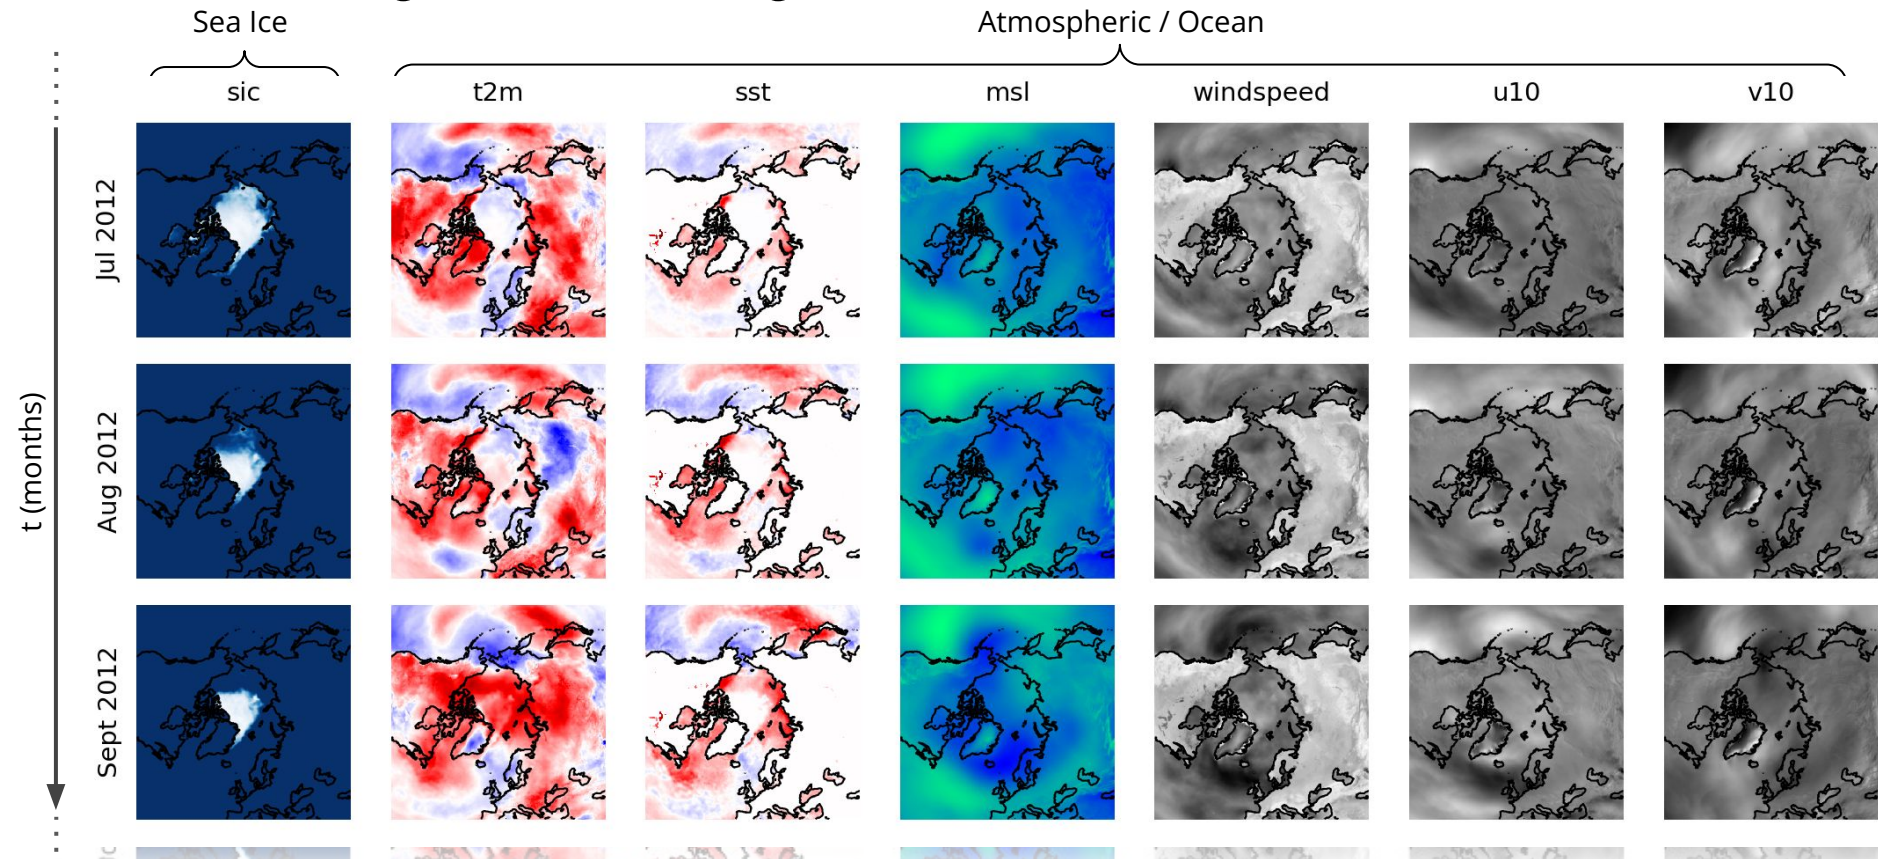 Sea Ice
Atmospheric / Ocean
sic
t2m
sst
msl
windspeed
u10
v10
t (months)
Jul 2012
Aug 2012
Sept 2012